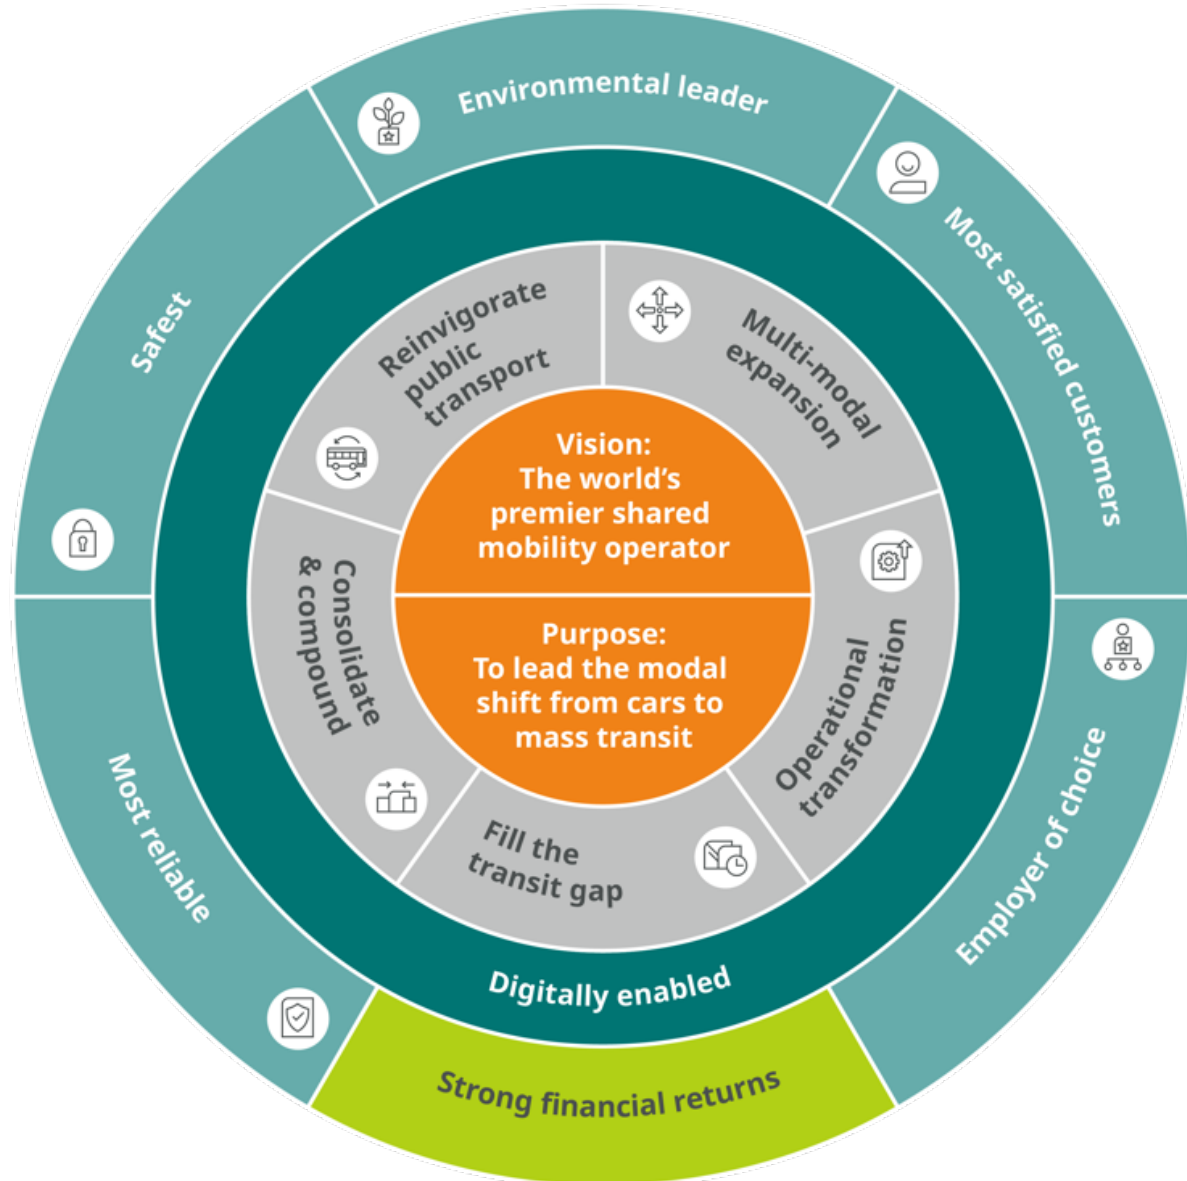 Environmental leader
Most satisfied customers
Employer of choice
Strong financial returns
Most reliable
Safest
Digitally enabled
Reinvigorate
public
transport
Multi-modal
expansion
Operational
transformation
Fill the
transit gap
Consolidate
& compound
Vision:
The world’s
premier shared
mobility operator
Purpose:
To lead the modal
shift from cars to
mass transit